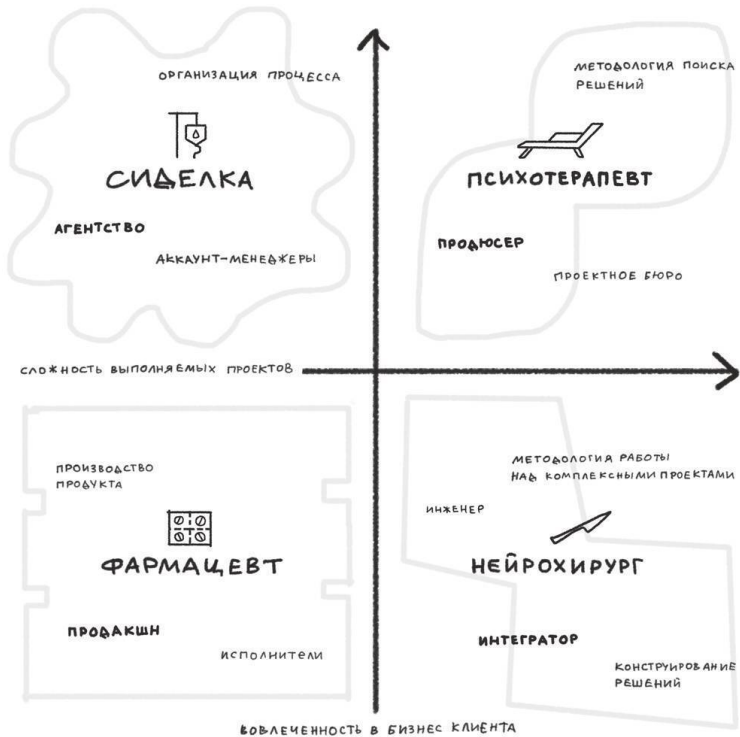 ОРГАНИЗАЦИЯ ПРОЦЕССА
СИДЕЛКА
АГЕНТСТВО
АККАУНТ-МЕНЕДЖЕРЫ
МЕТОДОЛОГИЯ ПОИСКА
РЕШЕНИЙ
ПСИХОТЕРАПЕВТ
ПРОДЮСЕР
ПРОЕКТНОЕ БЮРО
СЛОЖНОСТЬ ВЫПОЛНЯЕМЫХ ПРОЕКТОВ
ПРОИЗВОДСТВО
ПРОДУКТА
ФАРМАЦЕВТ
ПРОДАКШН
ИСПОЛНИТЕЛИ
МЕТОДОЛОГИЯ РАБОТЫ
НАД КОМПЛЕКСНЫМИ ПРОЕКТАМИ
ИНЖЕНЕР
НЕЙРОХИРУРГ
ИНТЕГРАТОР
КОНСТРУИРОВАНИЕ
РЕШЕНИЙ
ВОВЛЕЧЕННОСТЬ В БИЗНЕС КЛИЕНТА